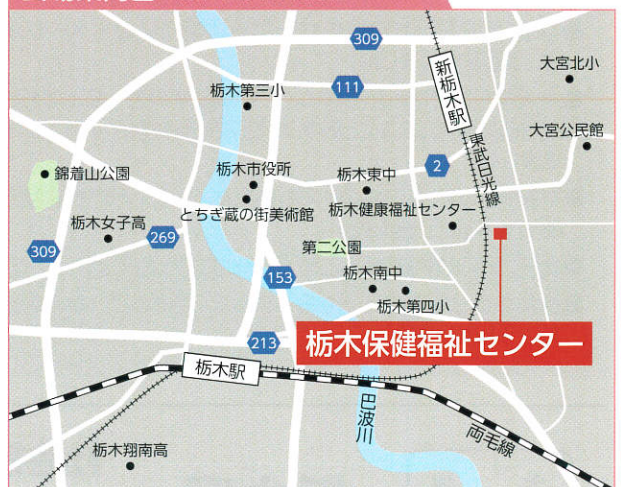 309
111
新栃木駅
大宮北小
栃木第三小
東武日光線
大宮公民館
2
錦着山公園
栃木市役所
栃木東中
とちぎ蔵の街美術館
栃木健康福祉センター
栃木女子高
269
309
第二公園
153
栃木南中
栃木第四小
213
栃木保健福祉センター
栃木駅
巴波川
両毛線
栃木翔南高